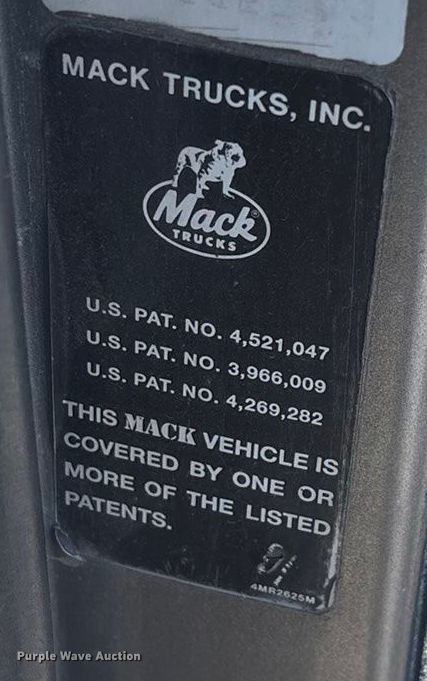 MACK TRUCKS, INC.
Mack®
TRUCKS
U.S. PAT. NO. 4,521,047
U.S. PAT. NO. 3,966,009
U.S. PAT. NO. 4,269,282
THIS MACK VEHICLE IS
COVERED BY ONE OR
MORE OF THE LISTED
PATENTS.
4MR2625M
Purple Wave Auction